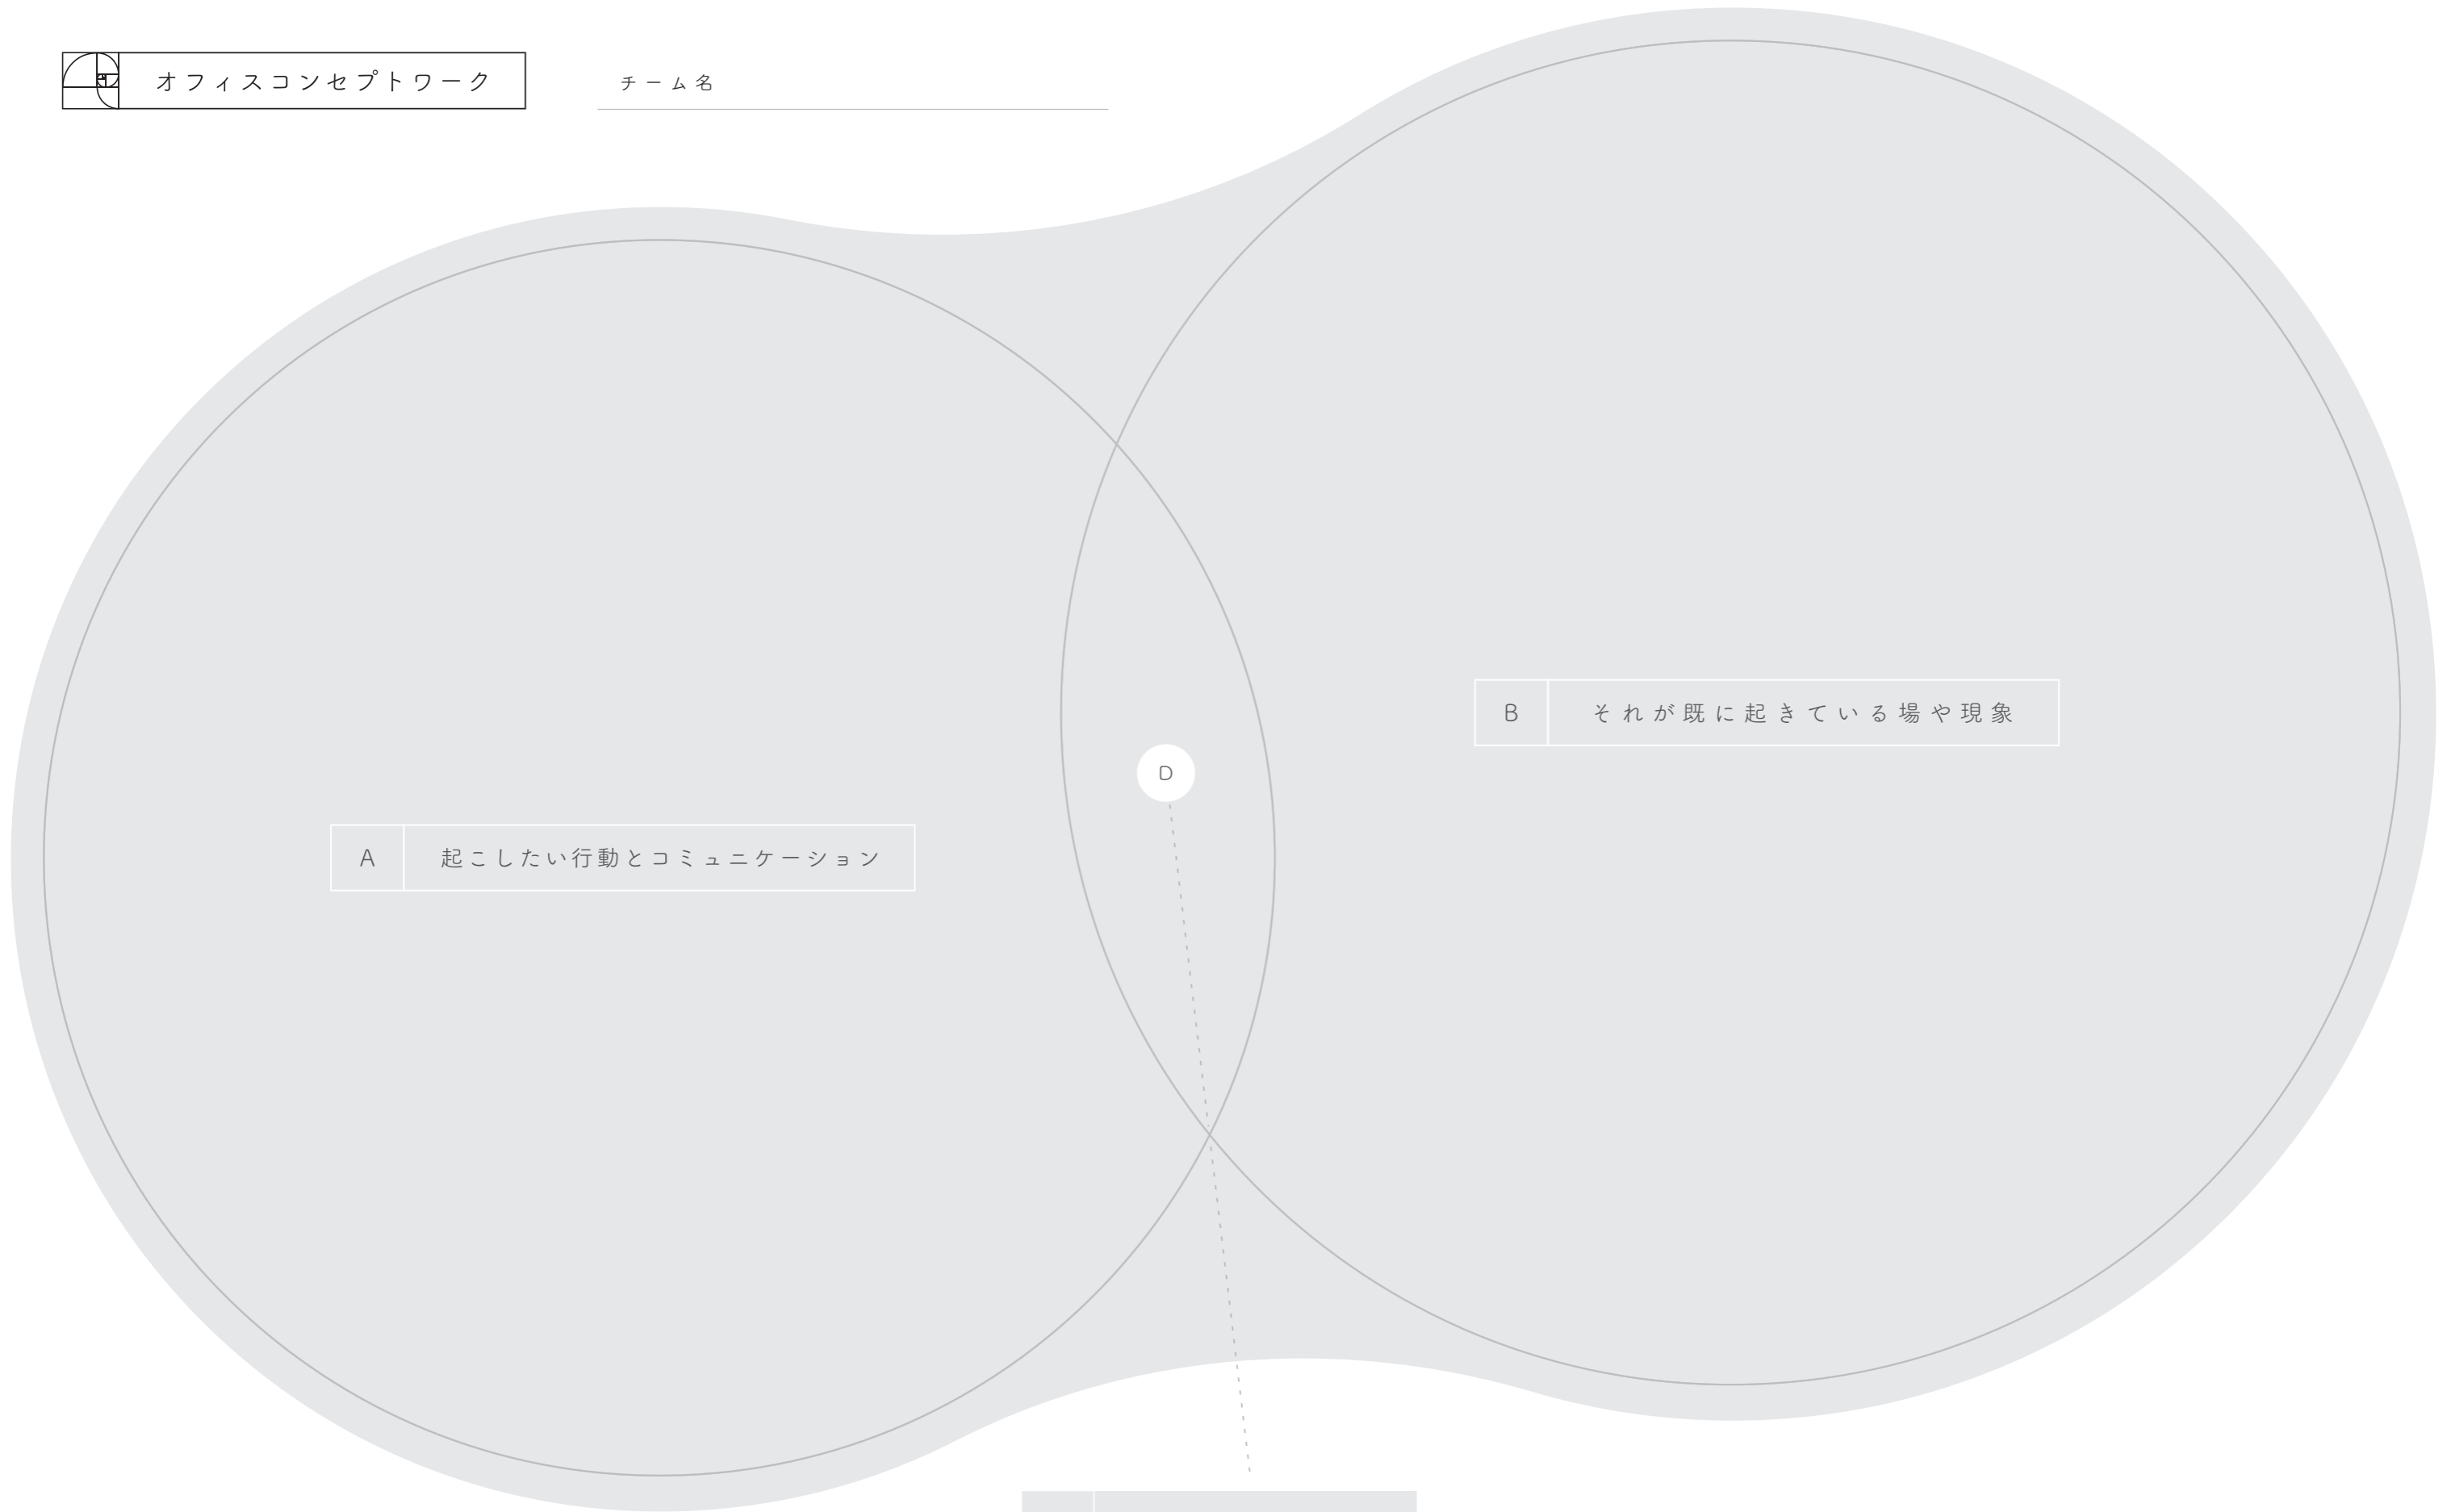 オフィスコンセプトワーク
チーム名
B それが既に起きている場や現象
D
A 起こしたい行動とコミュニケーション